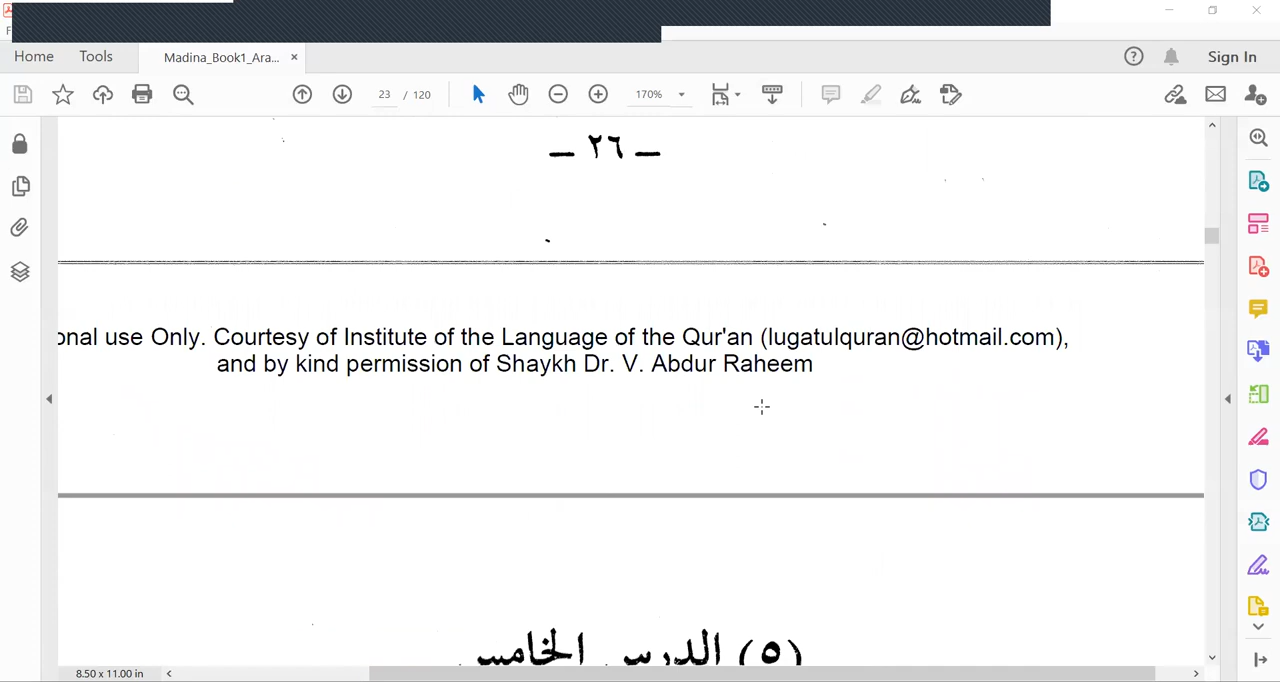 Home Tools Madina_Book1_Ara... × Sign In
23 / 120 170%
— ٢٦ —
onal use Only. Courtesy of Institute of the Language of the Qur'an (lugatulquran@hotmail.com),
and by kind permission of Shaykh Dr. V. Abdur Raheem
(٥) الدرس الخامس
8.50 x 11.00 in